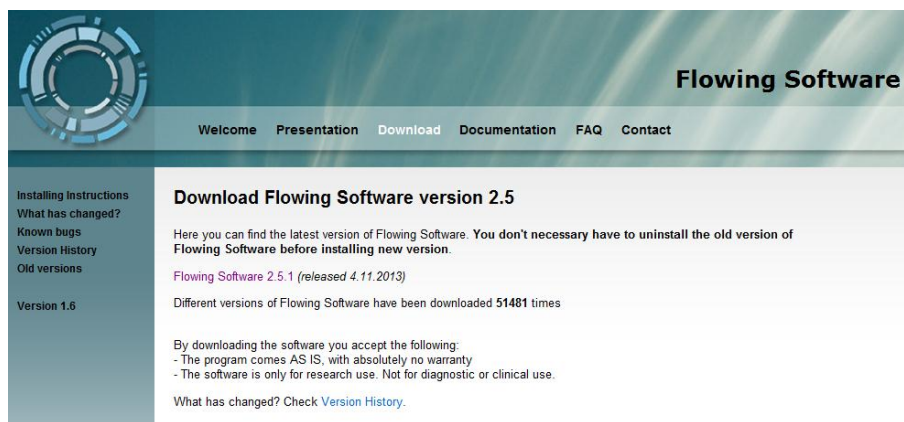 Flowing Software
Welcome Presentation Download Documentation FAQ Contact
Installing Instructions
What has changed?
Known bugs
Version History
Old versions
Version 1.6
Download Flowing Software version 2.5
Here you can find the latest version of Flowing Software. You don't necessary have to uninstall the old version of
Flowing Software before installing new version.
Flowing Software 2.5.1 (released 4.11.2013)
Different versions of Flowing Software have been downloaded 51481 times
By downloading the software you accept the following:
- The program comes AS IS, with absolutely no warranty
- The software is only for research use. Not for diagnostic or clinical use.
What has changed? Check Version History.